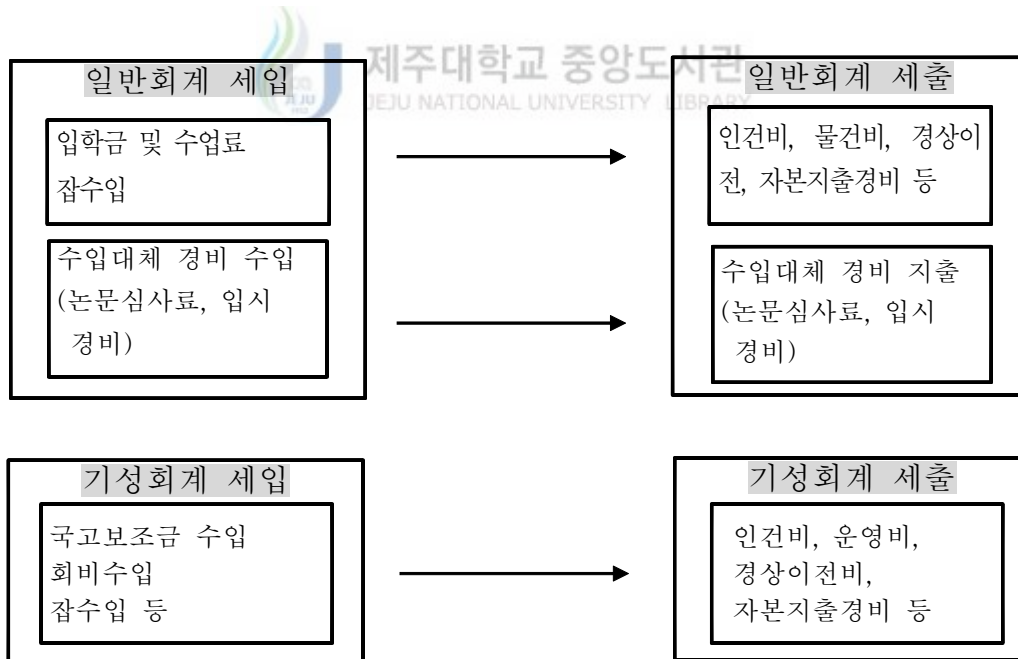 제주대학교 중앙도서관
JEJU NATIONAL UNIVERSITY LIBRARY
일반회계 세입
입학금 및 수업료
잡수입
수입대체 경비 수입
(논문심사료, 입시
경비)
일반회계 세출
인건비, 물건비, 경상이
전, 자본지출경비 등
수입대체 경비 지출
(논문심사료, 입시
경비)
기성회계 세입
국고보조금 수입
회비수입
잡수입 등
기성회계 세출
인건비, 운영비,
경상이전비,
자본지출경비 등